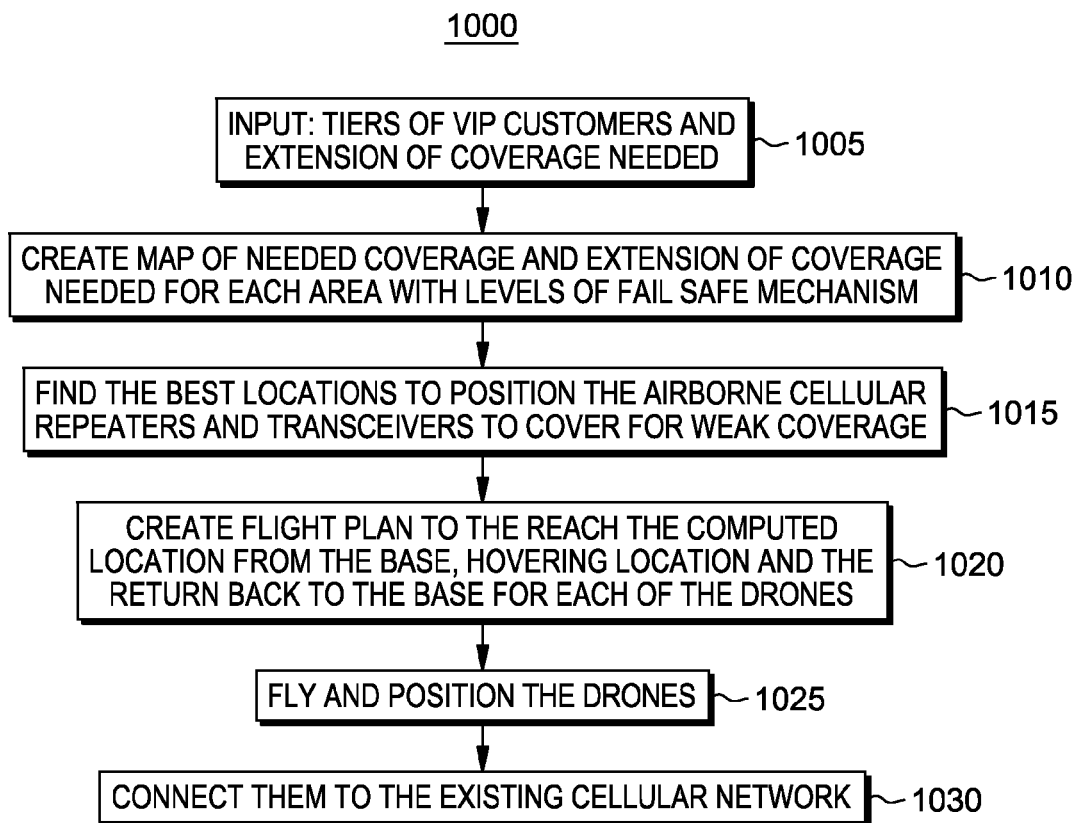 1000
INPUT: TIERS OF VIP CUSTOMERS AND
EXTENSION OF COVERAGE NEEDED
1005
CREATE MAP OF NEEDED COVERAGE AND EXTENSION OF COVERAGE
NEEDED FOR EACH AREA WITH LEVELS OF FAIL SAFE MECHANISM
1010
FIND THE BEST LOCATIONS TO POSITION THE AIRBORNE CELLULAR
REPEATERS AND TRANSCEIVERS TO COVER FOR WEAK COVERAGE
1015
CREATE FLIGHT PLAN TO THE REACH THE COMPUTED
LOCATION FROM THE BASE, HOVERING LOCATION AND THE
RETURN BACK TO THE BASE FOR EACH OF THE DRONES
1020
FLY AND POSITION THE DRONES
1025
CONNECT THEM TO THE EXISTING CELLULAR NETWORK
1030